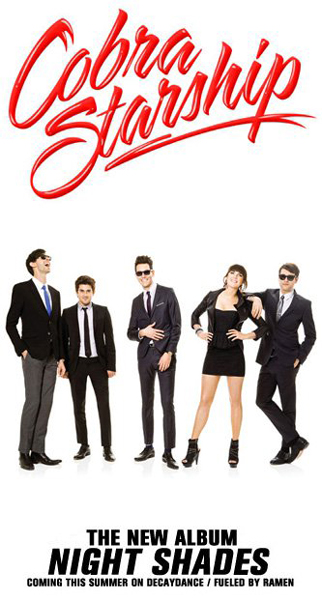 Cobra
Starship
THE NEW ALBUM
NIGHT SHADES
COMING THIS SUMMER ON DECAYDANCE / FUELED BY RAMEN